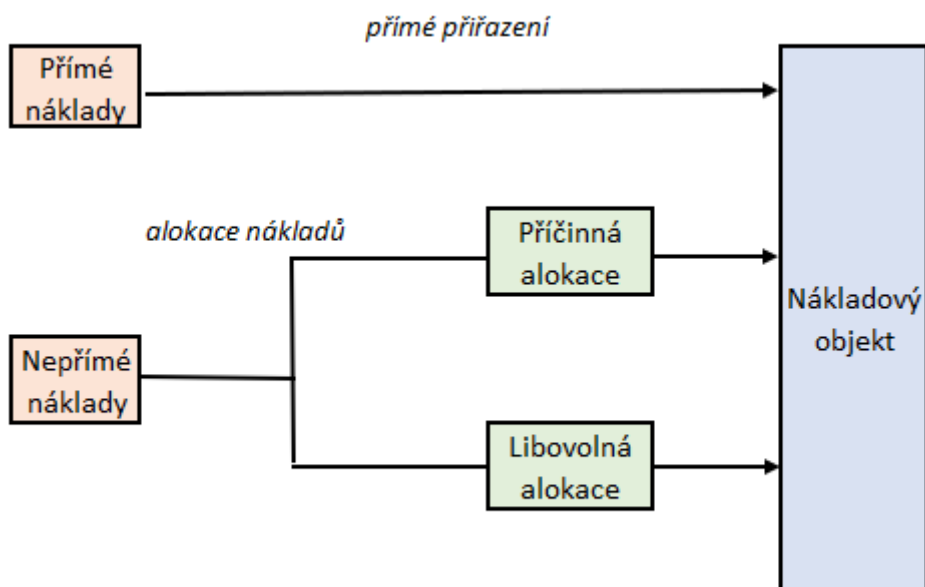 přímé přiřazení
Přímé
náklady
alokace nákladů
Příčinná
alokace
Nákladový
objekt
Nepřímé
náklady
Libovolná
alokace